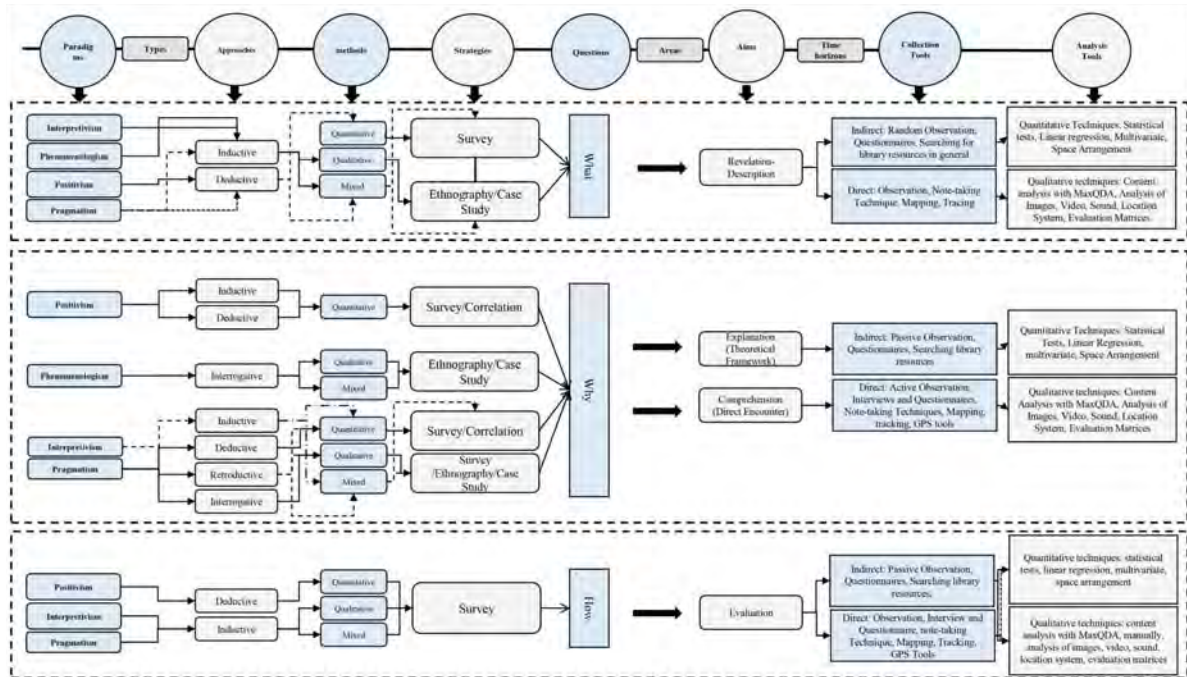 Paradig
ms
Types
Approaches
methods
Strategies
Questions
Areas
Aims
Time
horizons
Collection
Tools
Analysis
Tools
Interpretivism
Positivism
Pragmatism
Inductive
Deductive
Quantitative
Qualitative
Mixed
Survey
Ethnography/Case
Study
What
Revelation-
Description
Indirect: Random Observation,
Questionnaires, Searching for
library resources in general
Direct: Observation, Note-taking
Technique, Mapping, Tracing
Quantitative Techniques: Statistical
tests, Linear regression, Multivariate,
Space Arrangement
Qualitative techniques: Content
analysis with MaxQDA, Analysis of
Images, Video, Sound, Location
System, Evaluation Matrices.
Positivism
Inductive
Deductive
Quantitative
Survey/Correlation
Interrogative
Qualitative
Mixed
Ethnography/Case
Study
Interpretivism
Pragmatism
Inductive
Deductive
Retroductive
Interrogative
Quantitative
Qualitative
Mixed
Survey/Correlation
Survey
/Ethnography/Case
Study
Why
Explanation
(Theoretical
Framework).
Comprehension
(Direct Encounter)
Indirect: Passive Observation,
Questionnaires, Searching library
resources
Direct: Active Observation,
Interviews and Questionnaires,
Note-taking Techniques, Mapping,
tracking, GPS tools
Quantitative Techniques: Statistical
Tests, Linear Regression,
multivariate, Space Arrangement
Qualitative techniques: Content
Analysis with MaxQDA, Analysis of
Images, Video, Sound, Location
System, Evaluation Matrices
Positivism
Interpretivism
Pragmatism
Deductive
Inductive
Quantitative
Qualitative
Mixed
Survey
How
Evaluation
Indirect: Passive Observation,
Questionnaires, Searching library
resources,
Direct: Observation, Interview and
Questionnaire, note-taking
Technique, Mapping, Tracking,
GPS Tools
Quantitative techniques: statistical
tests, linear regression, multivariate,
space arrangement
Qualitative techniques: content
analysis with MaxQDA, manually,
analysis of images, video, sound,
location system, evaluation matrices